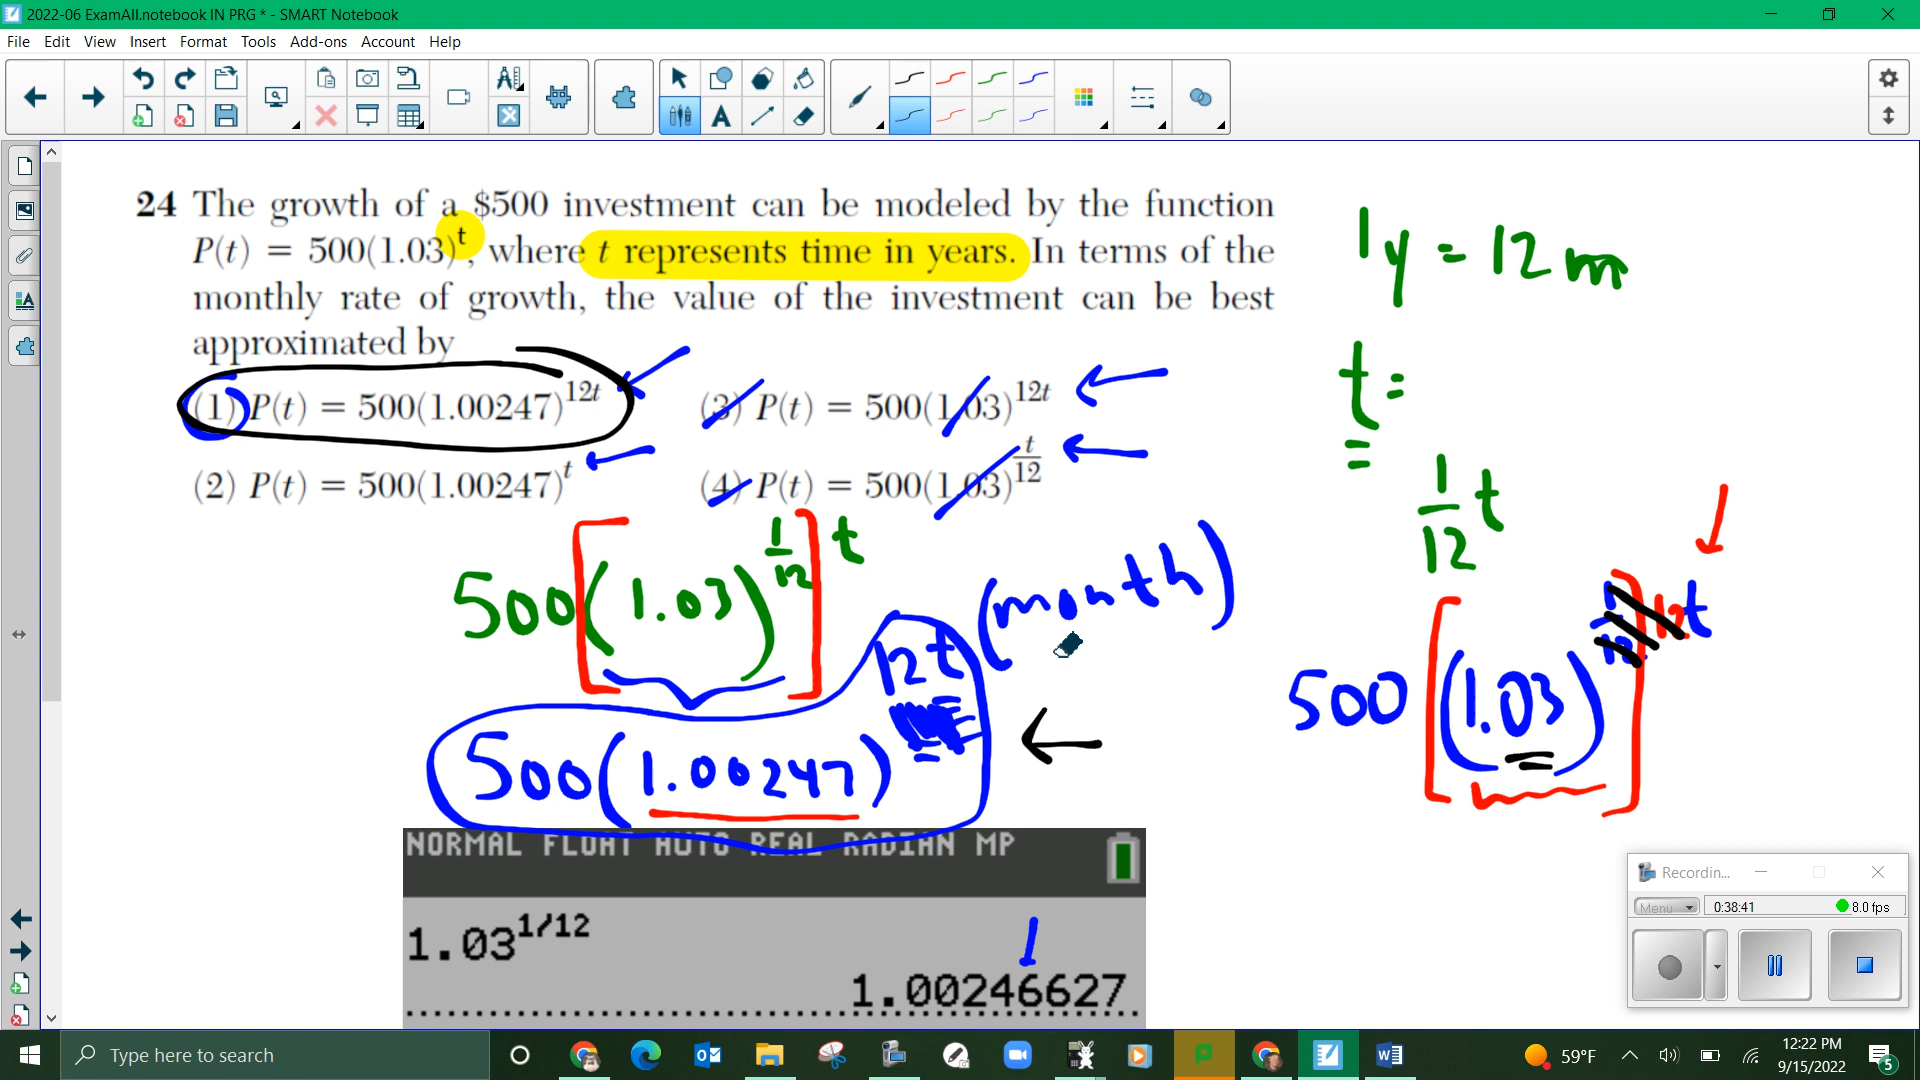 2022-06 ExamAll.notebook IN PRG * - SMART Notebook
File Edit View Insert Format Tools Add-ons Account Help
24 The growth of a $500 investment can be modeled by the function
P(t) = 500(1.03)^t, where t represents time in years. In terms of the
monthly rate of growth, the value of the investment can be best
approximated by
(1) P(t) = 500(1.00247)^12t
(3) P(t) = 500(1.03)^12t
(2) P(t) = 500(1.00247)^t
(4) P(t) = 500(1.03)^t/12
1y = 12m
t =
1/12 t
500[(1.03)^1/12]^t
(month)
500(1.00247)^12t
500[(1.03)^1/12]^12t
NORMAL FLOAT AUTO REAL RADIAN MP
1.03^1/12
1.00246627
Recordin...
Menu 0:38:41 8.0 fps
Type here to search
59°F
12:22 PM
9/15/2022
5